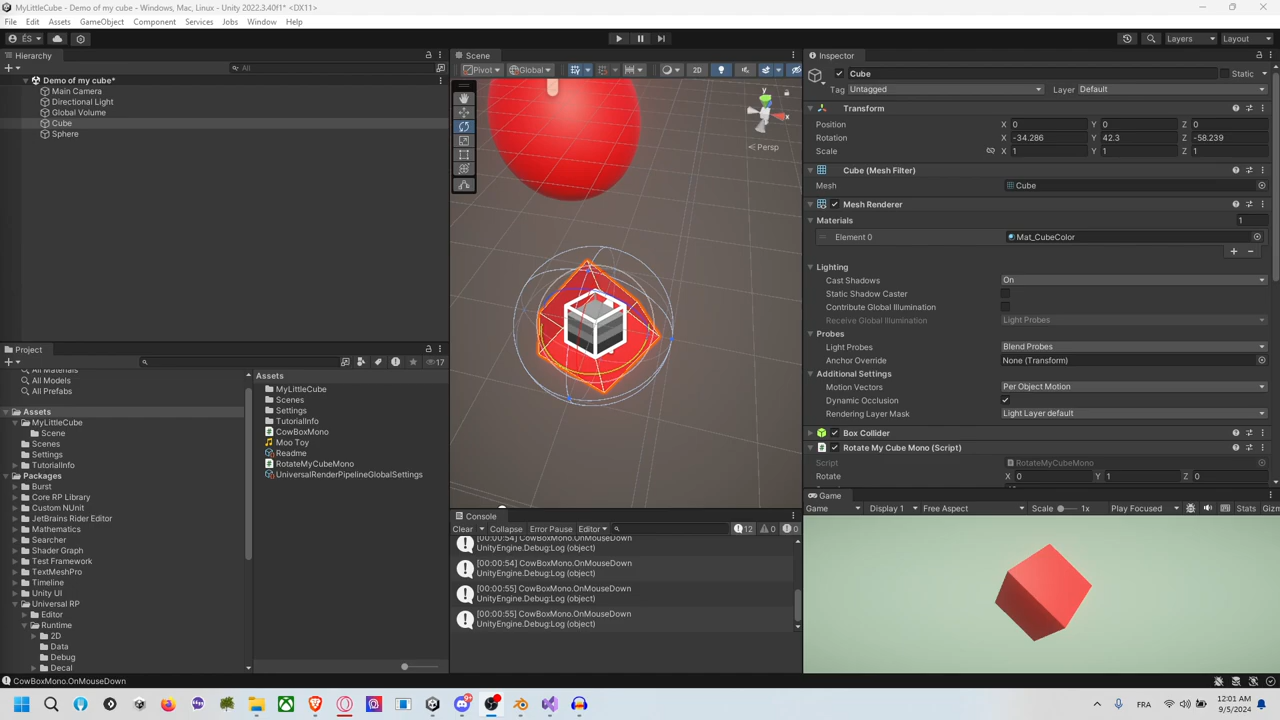 MyLittleCube - Demo of my cube - Windows, Mac, Linux - Unity 2022.3.40f1* <DX11>
File Edit Assets GameObject Component Services Jobs Window Help
ÉS
Layers
Layout
Hierarchy
All
Demo of my cube*
Main Camera
Directional Light
Global Volume
Cube
Sphere
Scene
Pivot
Global
2D
y
x
Persp
Inspector
Cube
Static
Tag Untagged Layer Default
Transform
Position X 0 Y 0 Z 0
Rotation X -34.286 Y 42.3 Z -58.239
Scale X 1 Y 1 Z 1
Cube (Mesh Filter)
Mesh Cube
Mesh Renderer
Materials 1
Element 0 Mat_CubeColor
Lighting
Cast Shadows On
Static Shadow Caster
Contribute Global Illumination
Receive Global Illumination Light Probes
Probes
Light Probes Blend Probes
Anchor Override None (Transform)
Additional Settings
Motion Vectors Per Object Motion
Dynamic Occlusion
Rendering Layer Mask Light Layer default
Box Collider
Rotate My Cube Mono (Script)
Script RotateMyCubeMono
Rotate X 0 Y 1 Z 0
Project
17
All Materials
All Models
All Prefabs
Assets
MyLittleCube
Scene
Scenes
Settings
TutorialInfo
Packages
Burst
Core RP Library
Custom NUnit
JetBrains Rider Editor
Mathematics
Searcher
Shader Graph
Test Framework
TextMeshPro
Timeline
Unity UI
Universal RP
Editor
Runtime
2D
Data
Debug
Decal
Assets
MyLittleCube
Scenes
Settings
TutorialInfo
CowBoxMono
Moo Toy
Readme
RotateMyCubeMono
UniversalRenderPipelineGlobalSettings
Console
Clear Collapse Error Pause Editor 12 0 0
[00:00:54] CowBoxMono.OnMouseDown
UnityEngine.Debug:Log (object)
[00:00:54] CowBoxMono.OnMouseDown
UnityEngine.Debug:Log (object)
[00:00:55] CowBoxMono.OnMouseDown
UnityEngine.Debug:Log (object)
[00:00:55] CowBoxMono.OnMouseDown
UnityEngine.Debug:Log (object)
Game
Game Display 1 Free Aspect Scale 1x Play Focused Stats Gizm
CowBoxMono.OnMouseDown
FRA
12:01 AM
9/5/2024